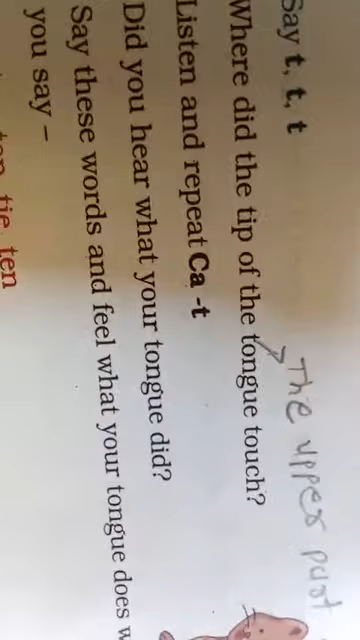 Say t, t, t
The upper part
Where did the tip of the tongue touch?
Listen and repeat Ca -t
Did you hear what your tongue did?
Say these words and feel what your tongue does
you say –
tie ten